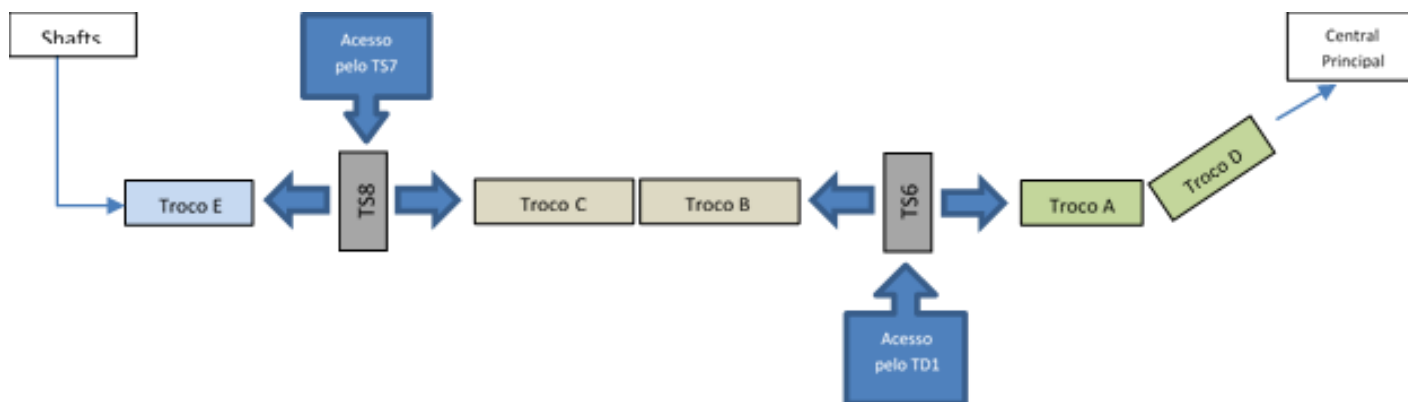 Shafts
Acesso
pelo TS7
Central
Principal
Troco E
TS8
Troco C
Troco B
TS6
Troco A
Troco D
Acesso
pelo TD1